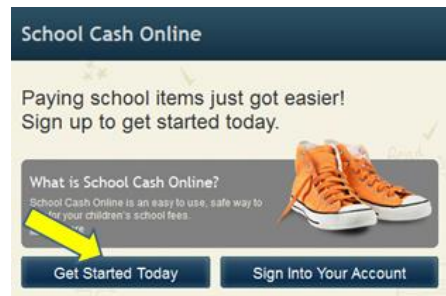 School Cash Online
Paying school items just got easier!
Sign up to get started today.
What is School Cash Online?
School Cash Online is an easy to use, safe way to
for your children's school fees.
Get Started Today
Sign Into Your Account